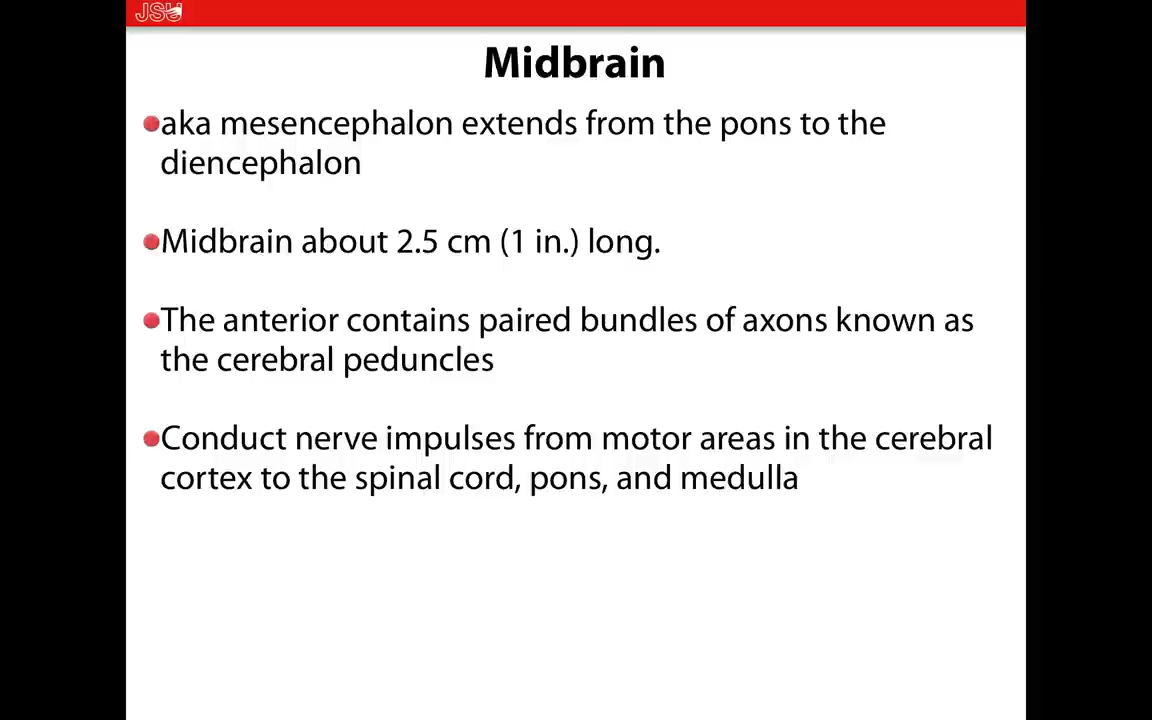 JSU
Midbrain
aka mesencephalon extends from the pons to the
diencephalon
Midbrain about 2.5 cm (1 in.) long.
The anterior contains paired bundles of axons known as
the cerebral peduncles
Conduct nerve impulses from motor areas in the cerebral
cortex to the spinal cord, pons, and medulla